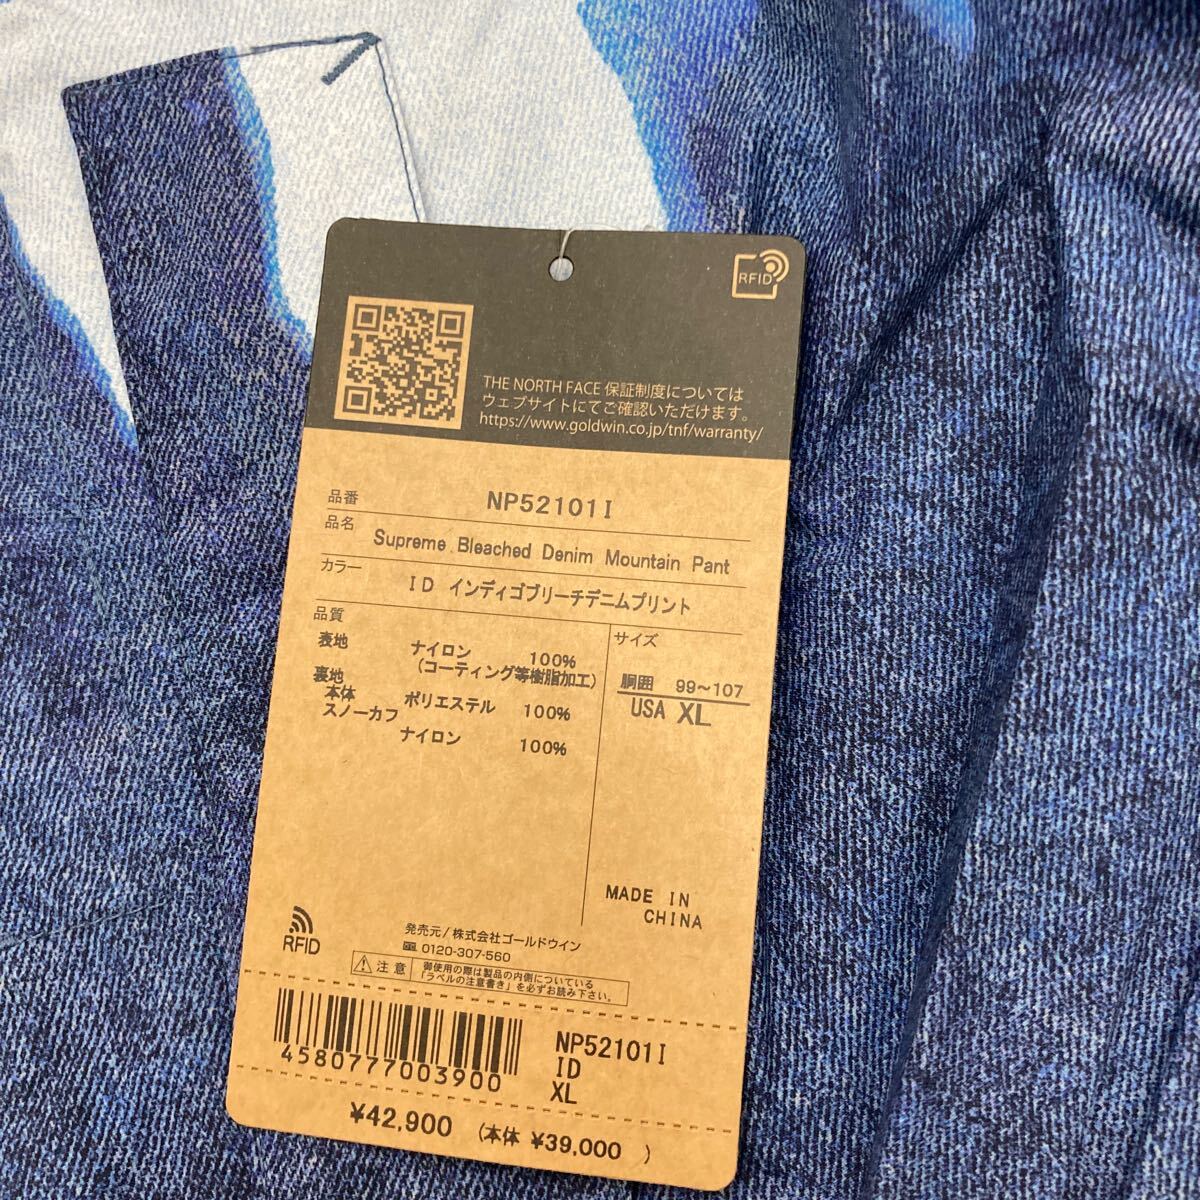 RFID
THE NORTH FACE 保証制度については
ウェブサイトにてご確認いただけます。
https://www.goldwin.co.jp/tnf/warranty/
品番 NP52101I
品名 Supreme Bleached Denim Mountain Pant
カラー ID インディゴブリーチデニムプリント
品質
表地 ナイロン 100%
(コーティング等樹脂加工)
裏地
本体 ポリエステル 100%
スノーカフ ナイロン 100%
サイズ
胴囲 99~107
USA XL
MADE IN
CHINA
RFID
発売元/株式会社ゴールドウイン
0120-307-560
注意 御使用の際は製品の内側についている
「ラベルの注意書き」を必ずお読み下さい。
4580777003900
NP52101I
ID
XL
¥42,900 (本体 ¥39,000 )